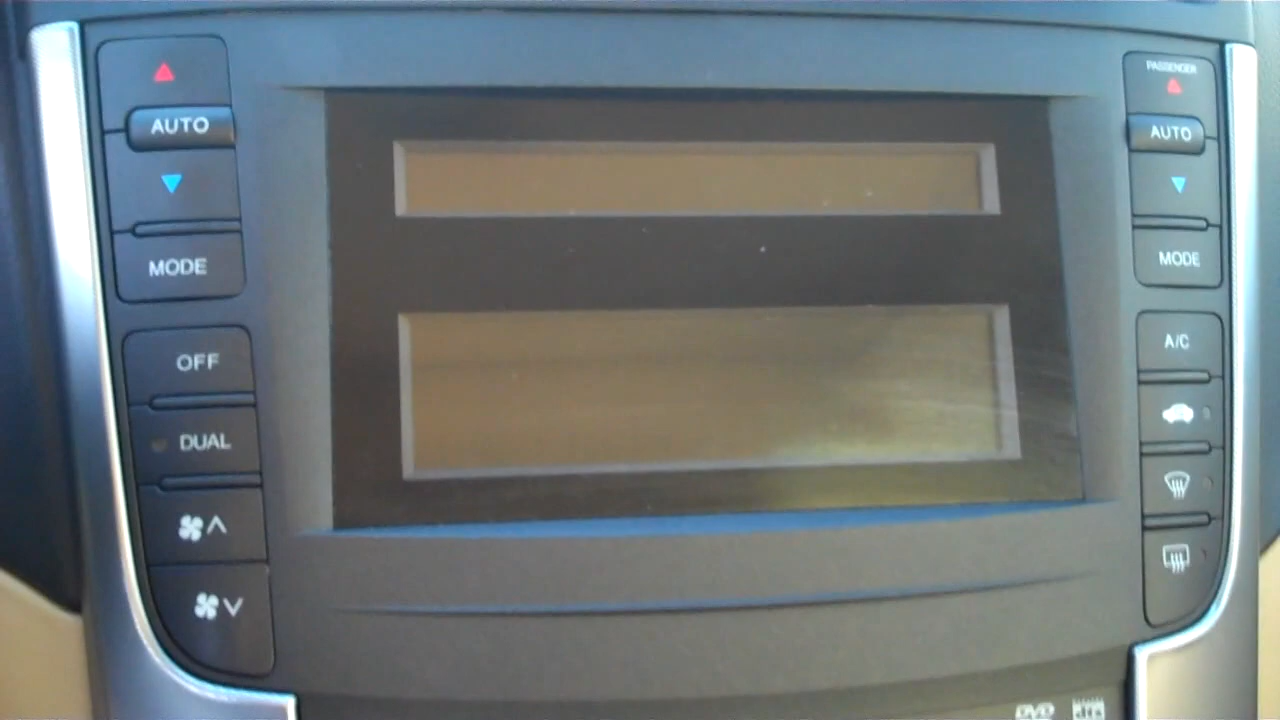 AUTO
MODE
OFF
DUAL
PASSENGER
AUTO
MODE
A/C
DVD